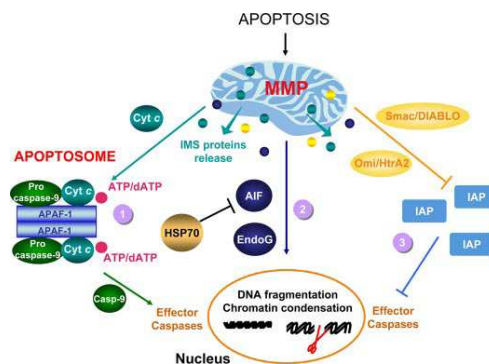 APOPTOSIS
MMP
Cyt c
IMS proteins
release
Smac/DIABLO
Omi/HtrA2
APOPTOSOME
Pro
caspase-9
Cyt c
ATP/dATP
APAF-1
APAF-1
Pro
caspase-9
Cyt c
ATP/dATP
1
HSP70
AIF
EndoG
2
IAP
IAP
IAP
3
Casp-9
Effector
Caspases
DNA fragmentation
Chromatin condensation
Effector
Caspases
Nucleus